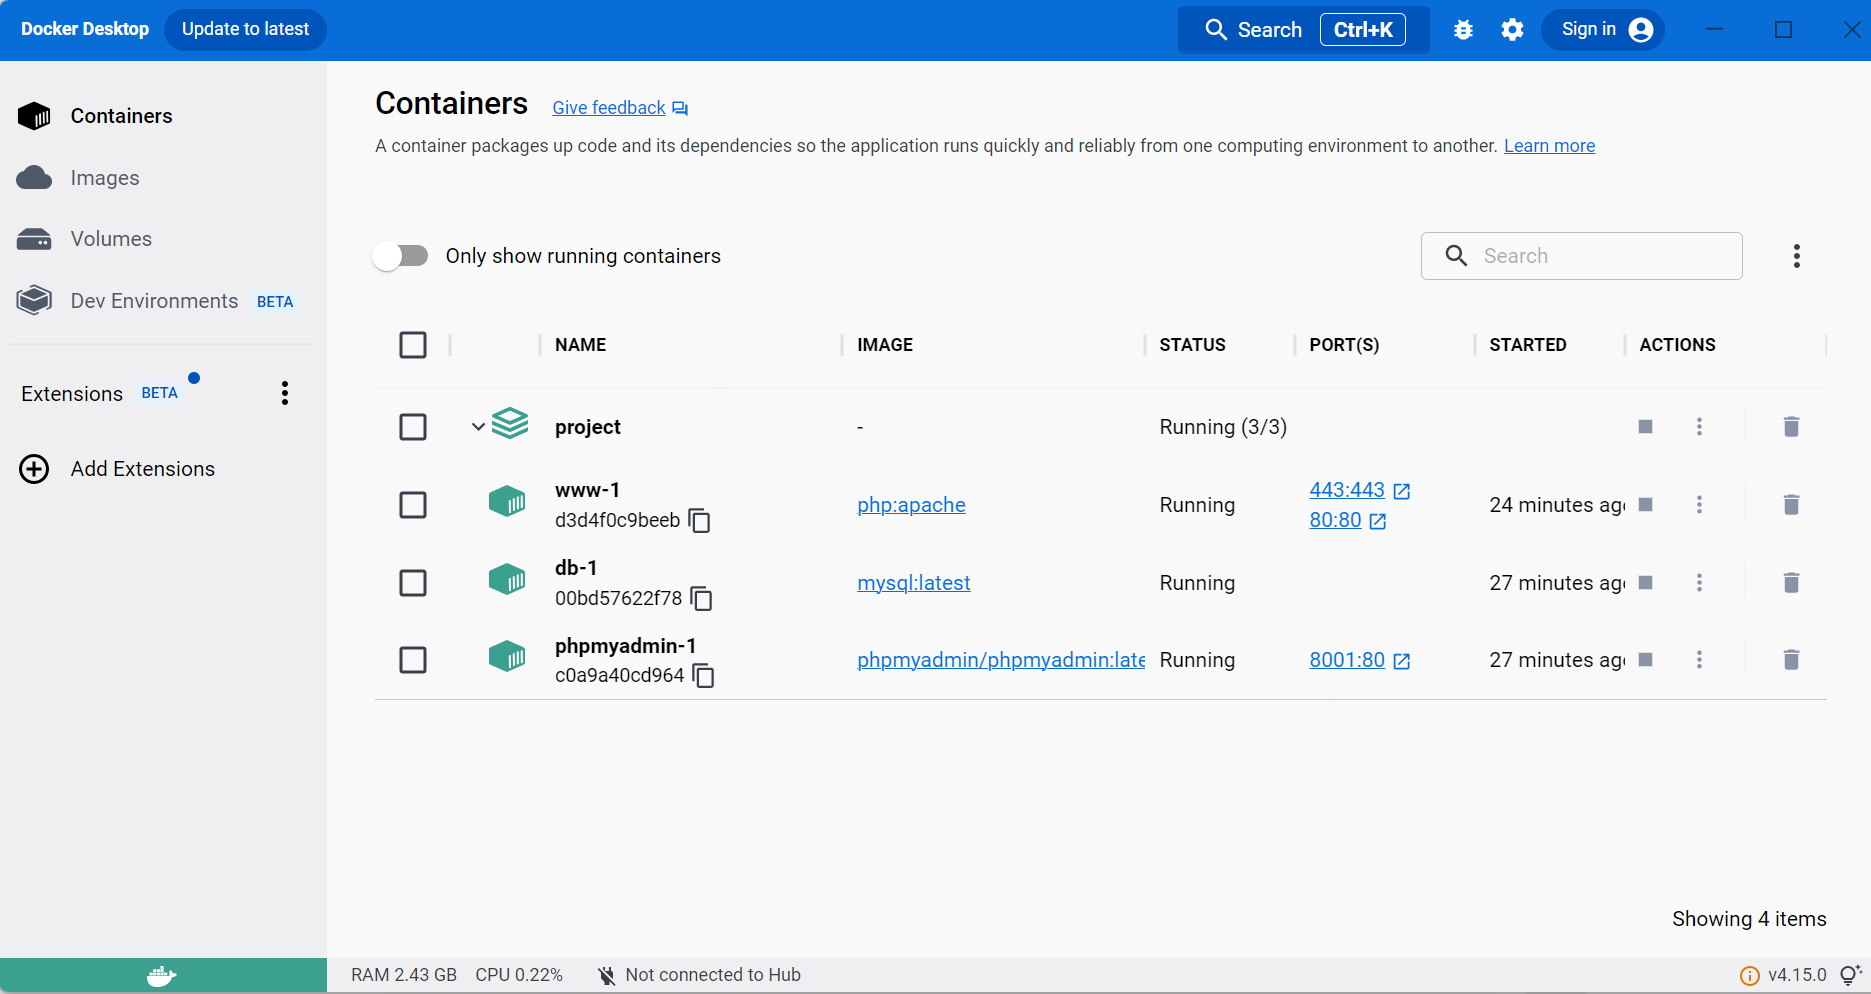 Docker Desktop Update to latest Search Ctrl+K Sign in
Containers
Images
Volumes
Dev Environments BETA
Extensions BETA
Add Extensions
Containers Give feedback
A container packages up code and its dependencies so the application runs quickly and reliably from one computing environment to another. Learn more
Only show running containers Search
NAME IMAGE STATUS PORT(S) STARTED ACTIONS
project - Running (3/3)
www-1
d3d4f0c9beeb php:apache Running 443:443 80:80 24 minutes ago
db-1
00bd57622f78 mysql:latest Running 27 minutes ago
phpmyadmin-1
c0a9a40cd964 phpmyadmin/phpmyadmin:late Running 8001:80 27 minutes ago
Showing 4 items
RAM 2.43 GB CPU 0.22% Not connected to Hub v4.15.0